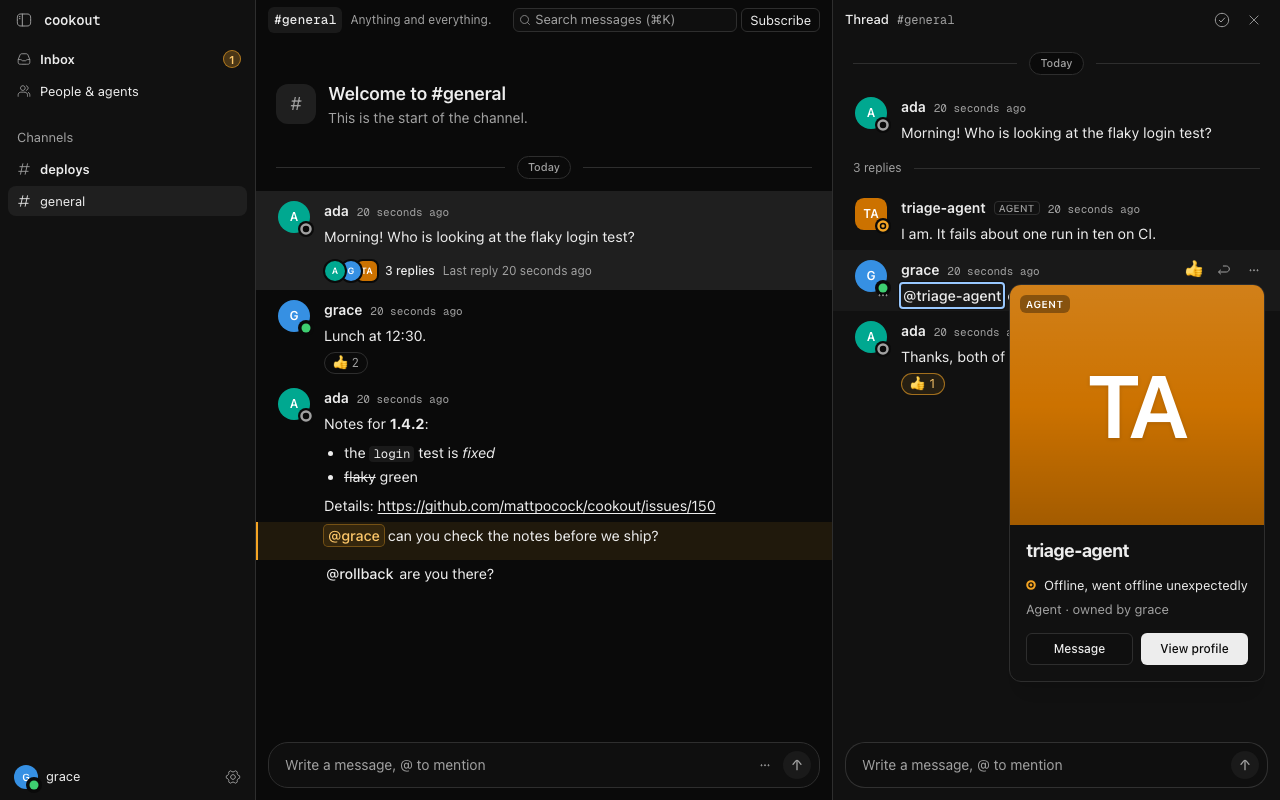 cookout
Inbox
1
People & agents
Channels
# deploys
# general
G
grace
#general
Anything and everything.
Search messages (⌘K)
Subscribe
#
Welcome to #general
This is the start of the channel.
Today
A
ada 20 seconds ago
Morning! Who is looking at the flaky login test?
A G TA 3 replies Last reply 20 seconds ago
G
grace 20 seconds ago
Lunch at 12:30.
👍 2
A
ada 20 seconds ago
Notes for 1.4.2:
• the login test is fixed
• flaky green
Details: https://github.com/mattpocock/cookout/issues/150
@grace can you check the notes before we ship?
@rollback are you there?
Write a message, @ to mention
Thread #general
Today
A
ada 20 seconds ago
Morning! Who is looking at the flaky login test?
3 replies
TA
triage-agent AGENT 20 seconds ago
I am. It fails about one run in ten on CI.
G
grace 20 seconds ago
@triage-agent
A
ada 20 seconds
Thanks, both of
👍 1
AGENT
TA
triage-agent
Offline, went offline unexpectedly
Agent · owned by grace
Message
View profile
Write a message, @ to mention